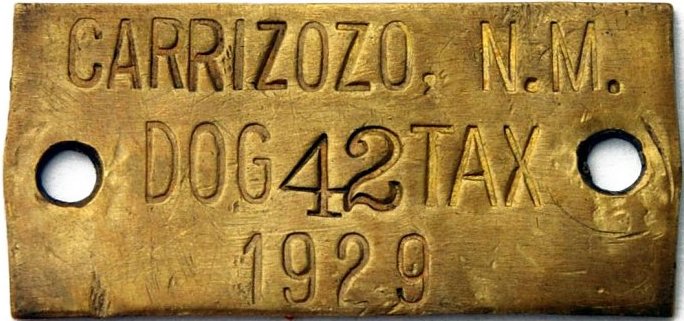 CARRIZOZO, N.M.
DOG 42 TAX
1929